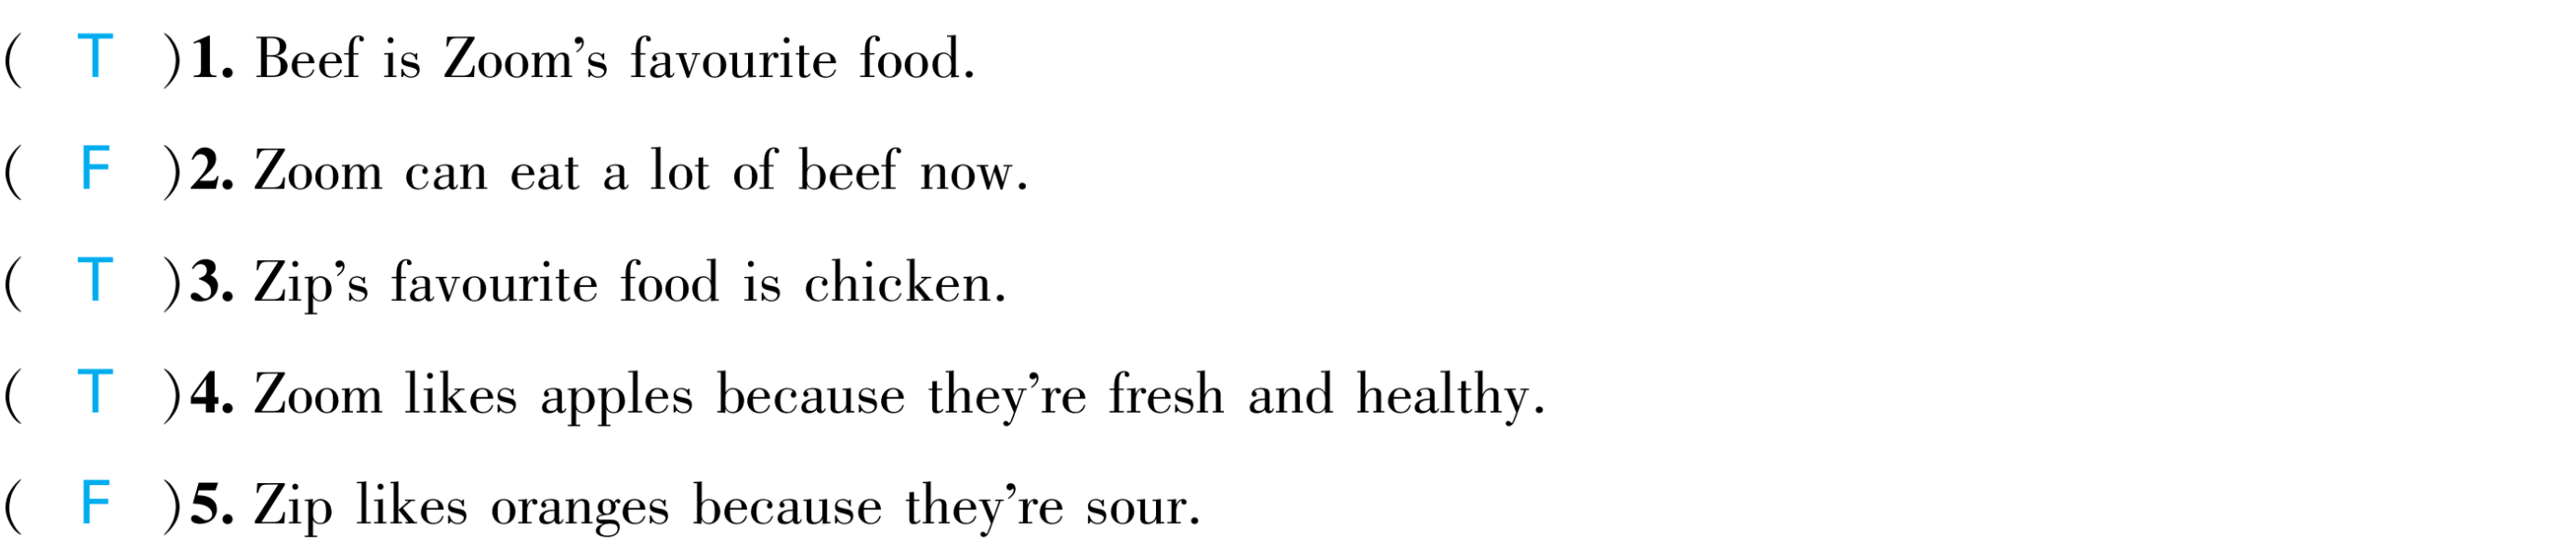 ( T )1. Beef is Zoom’s favourite food.
( F )2. Zoom can eat a lot of beef now.
( T )3. Zip’s favourite food is chicken.
( T )4. Zoom likes apples because they’re fresh and healthy.
( F )5. Zip likes oranges because they’re sour.